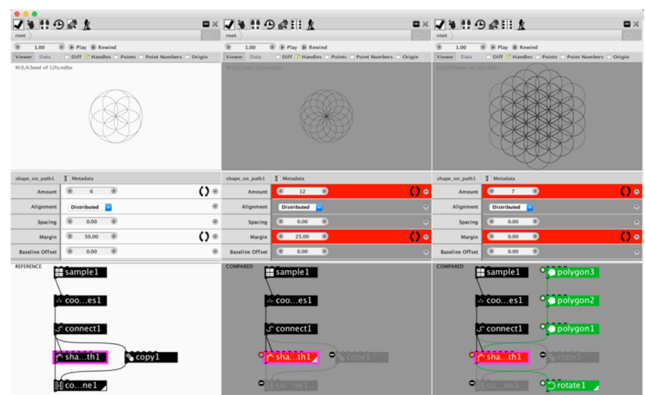 root
root
root
1.00 Play Rewind
1.00 Play Rewind
1.00 Play Rewind
Viewer Data Diff Handles Points Point Numbers Origin
Viewer Data Diff Handles Points Point Numbers Origin
Viewer Data Diff Handles Points Point Numbers Origin
shape_on_path1 Metadata
Amount 6
Alignment Distributed
Spacing 0.00
Margin 50.00
Baseline Offset 0.00
shape_on_path1 Metadata
Amount 12
Alignment Distributed
Spacing 0.00
Margin 25.00
Baseline Offset 0.00
shape_on_path1 Metadata
Amount 7
Alignment Distributed
Spacing 0.00
Margin 0.00
Baseline Offset 0.00
REFERENCE
sample1
coo...es1
connect1
sha...th1
copy1
co...ne1
COMPARED
sample1
coo...es1
connect1
sha...th1
copy1
co...ne1
COMPARED
sample1
polygon3
coo...es1
polygon2
connect1
polygon1
sha...th1
copy1
co...ne1
rotate1